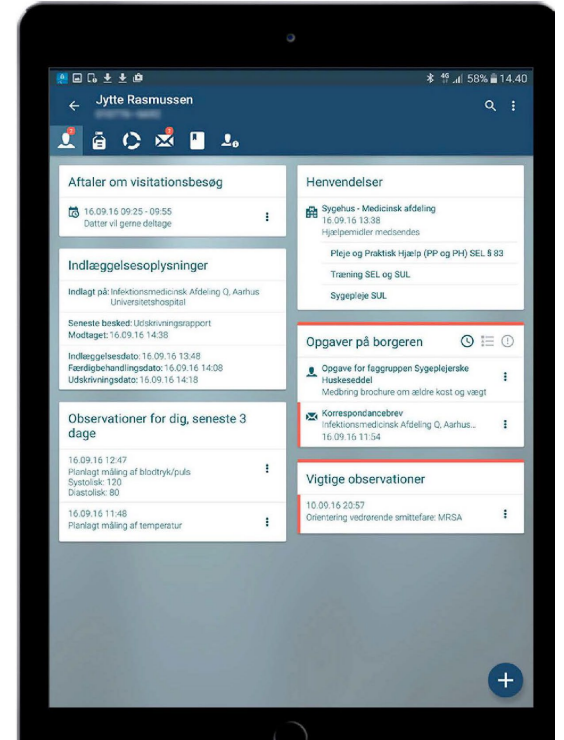 58% 14.40
Jytte Rasmussen
Aftaler om visitationsbesøg
16.09.16 09:25 - 09:55
Datter vil gerne deltage
Indlæggelsesoplysninger
Indlagt på: Infektionsmedicinsk Afdeling Q, Aarhus
Universitetshospital
Seneste besked: Udskrivningsrapport
Modtaget: 16.09.16 14:38
Indlæggelsesdato: 16.09.16 13:48
Færdigbehandlingsdato: 16.09.16 14:08
Udskrivningsdato: 16.09.16 14:18
Observationer for dig, seneste 3
dage
16.09.16 12:47
Planlagt måling af blodtryk/puls
Systolisk: 120
Diastolisk: 80
16.09.16 11:48
Planlagt måling af temperatur
Henvendelser
Sygehus - Medicinsk afdeling
16.09.16 13:38
Hjælpemidler medsendes
Pleje og Praktisk Hjælp (PP og PH) SEL § 83
Træning SEL og SUL
Sygepleje SUL
Opgaver på borgeren
Opgave for faggruppen Sygeplejerske
Huskeseddel
Medbring brochure om ældre kost og vægt
Korrespondancebrev
Infektionsmedicinsk Afdeling Q, Aarhus...
16.09.16 11:54
Vigtige observationer
10.09.16 20:57
Orientering vedrørende smittefare: MRSA